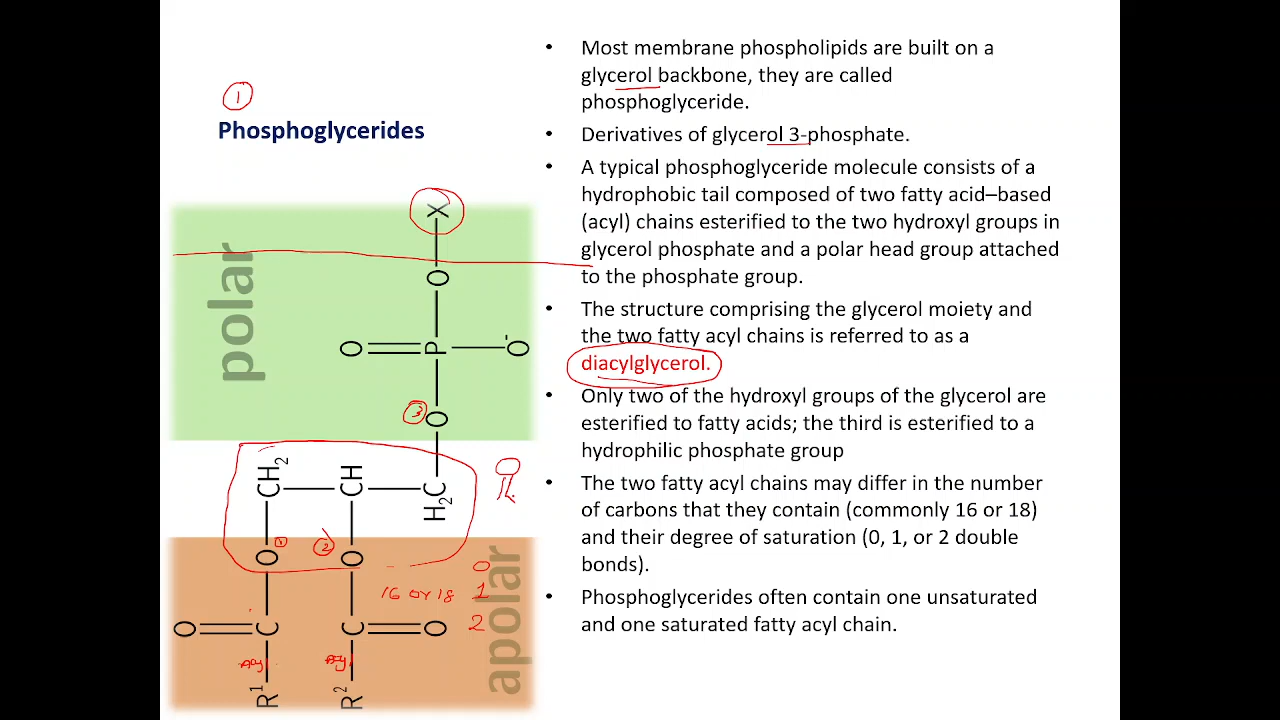 1
Phosphoglycerides
• Most membrane phospholipids are built on a
glycerol backbone, they are called
phosphoglyceride.
• Derivatives of glycerol 3-phosphate.
• A typical phosphoglyceride molecule consists of a
hydrophobic tail composed of two fatty acid–based
(acyl) chains esterified to the two hydroxyl groups in
glycerol phosphate and a polar head group attached
to the phosphate group.
• The structure comprising the glycerol moiety and
the two fatty acyl chains is referred to as a
diacylglycerol.
• Only two of the hydroxyl groups of the glycerol are
esterified to fatty acids; the third is esterified to a
hydrophilic phosphate group
• The two fatty acyl chains may differ in the number
of carbons that they contain (commonly 16 or 18)
and their degree of saturation (0, 1, or 2 double
bonds).
• Phosphoglycerides often contain one unsaturated
and one saturated fatty acyl chain.
polar
X
O
O P O-
3 O
CH2 CH H2C
O 1 2 O
0
16 or 18 1
2
O C C O
acyl acyl
R1 R2
apolar